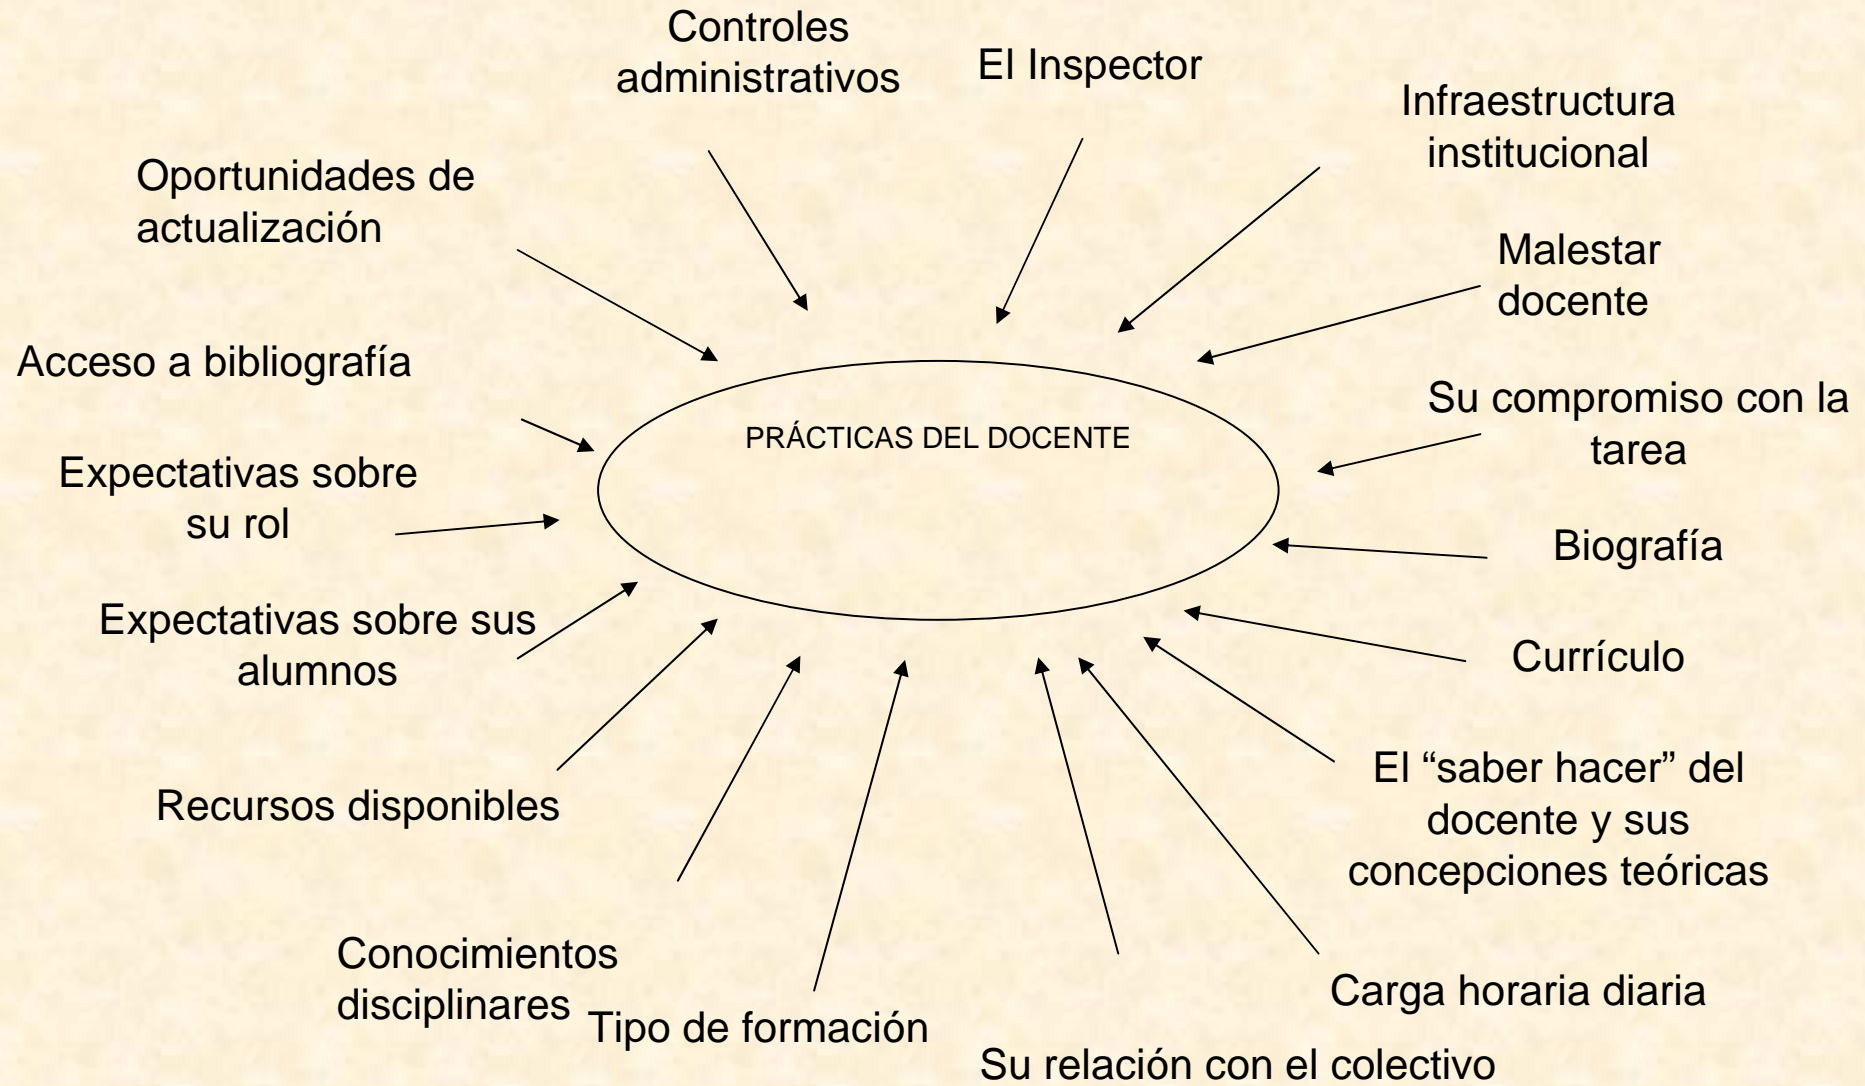 Controles
administrativos
El Inspector
Infraestructura
institucional
Oportunidades de
actualización
Malestar
docente
Acceso a bibliografía
Su compromiso con la
tarea
PRÁCTICAS DEL DOCENTE
Expectativas sobre
su rol
Biografía
Expectativas sobre sus
alumnos
Currículo
Recursos disponibles
El “saber hacer” del
docente y sus
concepciones teóricas
Conocimientos
disciplinares
Tipo de formación
Carga horaria diaria
Su relación con el colectivo